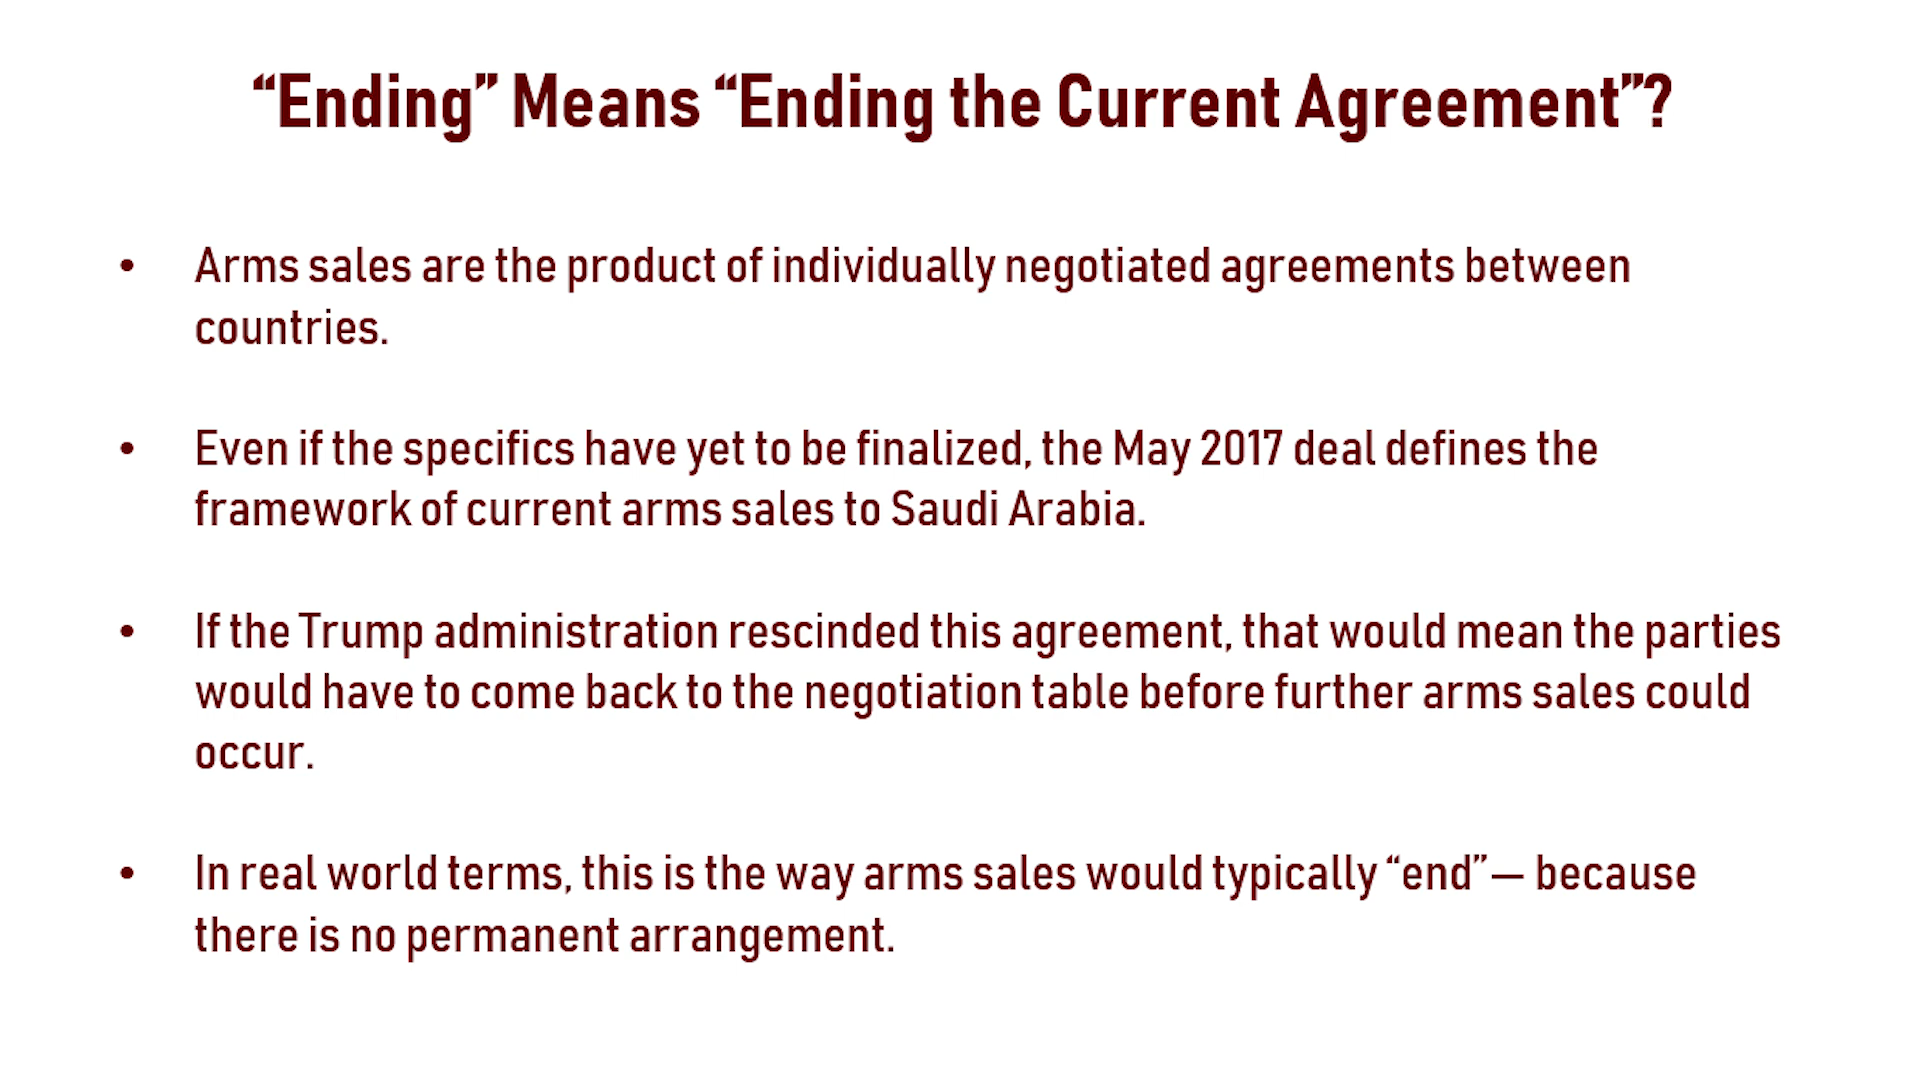 “Ending” Means “Ending the Current Agreement”?
• Arms sales are the product of individually negotiated agreements between
countries.
• Even if the specifics have yet to be finalized, the May 2017 deal defines the
framework of current arms sales to Saudi Arabia.
• If the Trump administration rescinded this agreement, that would mean the parties
would have to come back to the negotiation table before further arms sales could
occur.
• In real world terms, this is the way arms sales would typically “end”— because
there is no permanent arrangement.